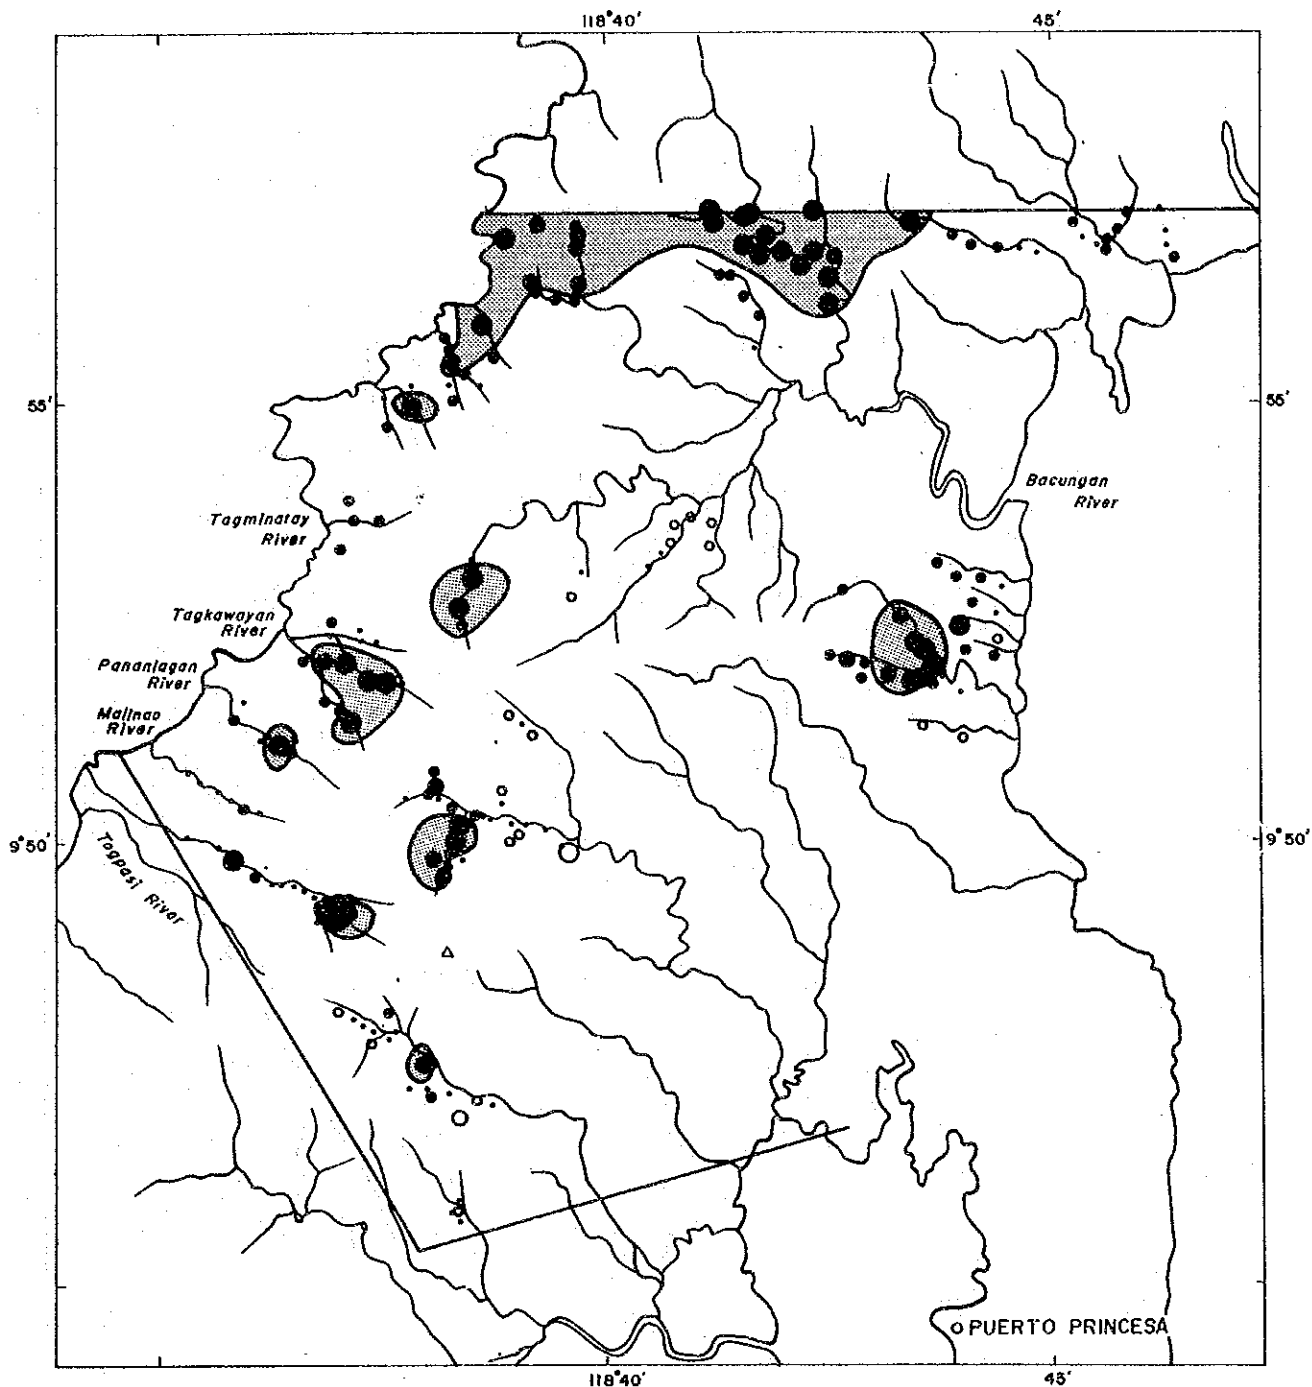 118°40'
45'
55'
55'
Bacungan
River
Tagminatay
River
Tagkawayan
River
Pananlagan
River
Malinao
River
9°50'
9°50'
Togpasi River
PUERTO PRINCESA
118°40'
45'